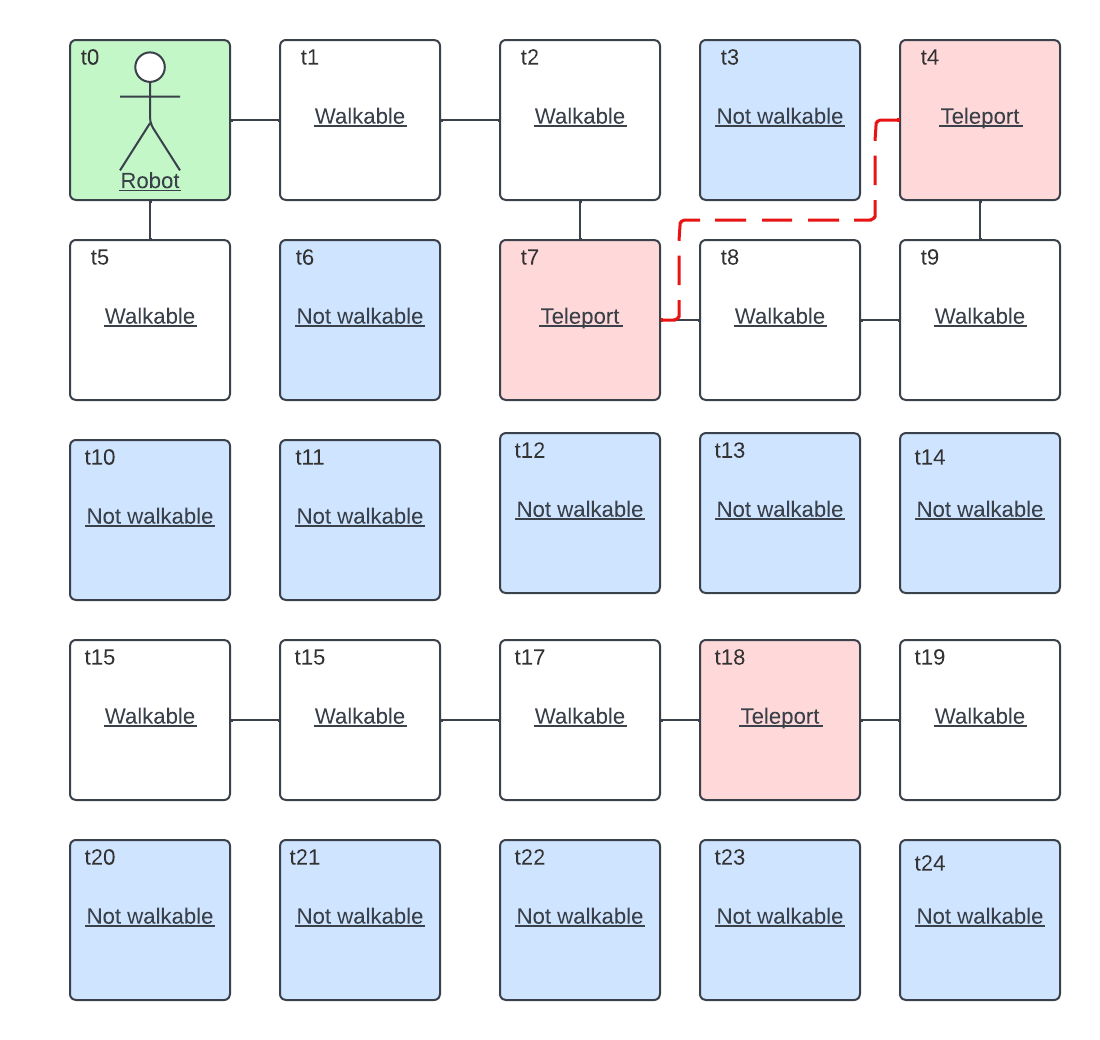 t0
Robot
t1
Walkable
t2
Walkable
t3
Not walkable
t4
Teleport
t5
Walkable
t6
Not walkable
t7
Teleport
t8
Walkable
t9
Walkable
t10
Not walkable
t11
Not walkable
t12
Not walkable
t13
Not walkable
t14
Not walkable
t15
Walkable
t15
Walkable
t17
Walkable
t18
Teleport
t19
Walkable
t20
Not walkable
t21
Not walkable
t22
Not walkable
t23
Not walkable
t24
Not walkable